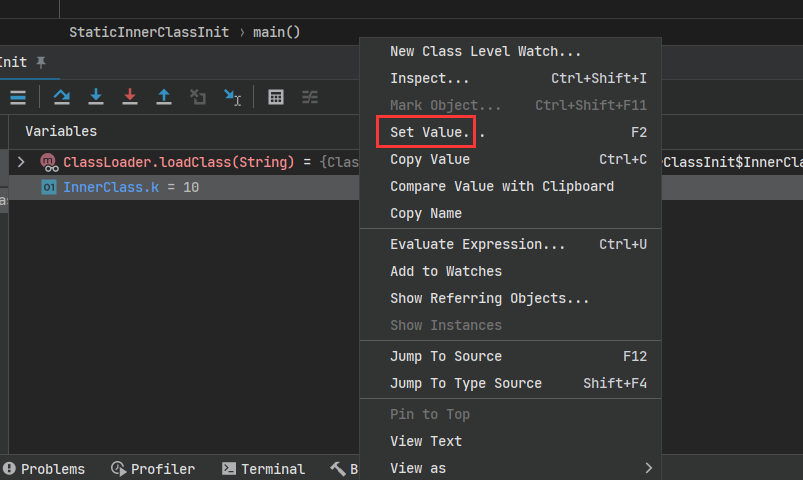 StaticInnerClassInit › main()
Init
Variables
ClassLoader.loadClass(String) = {Clas
ClassInit$InnerCla
InnerClass.k = 10
New Class Level Watch...
Inspect... Ctrl+Shift+I
Mark Object... Ctrl+Shift+F11
Set Value... F2
Copy Value Ctrl+C
Compare Value with Clipboard
Copy Name
Evaluate Expression... Ctrl+U
Add to Watches
Show Referring Objects...
Show Instances
Jump To Source F12
Jump To Type Source Shift+F4
Pin to Top
View Text
View as
Problems Profiler Terminal B